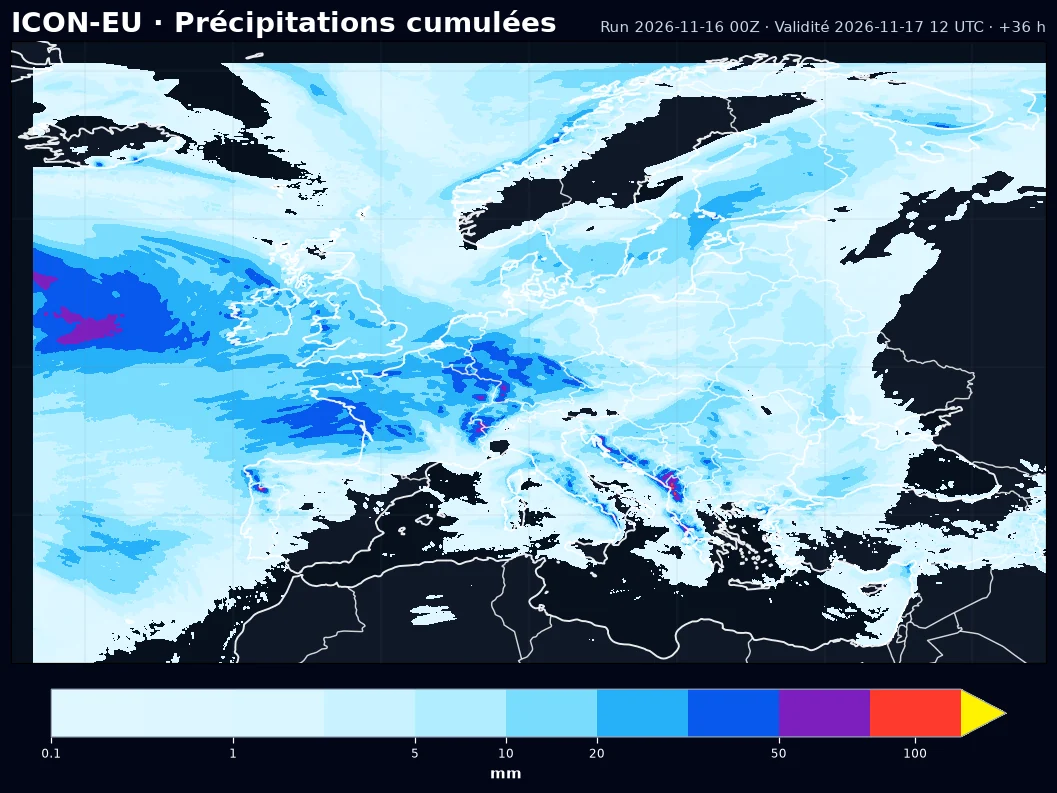 ICON-EU · Précipitations cumulées
Run 2026-11-16 00Z · Validité 2026-11-17 12 UTC · +36 h
0.1 1 5 10 20 50 100
mm